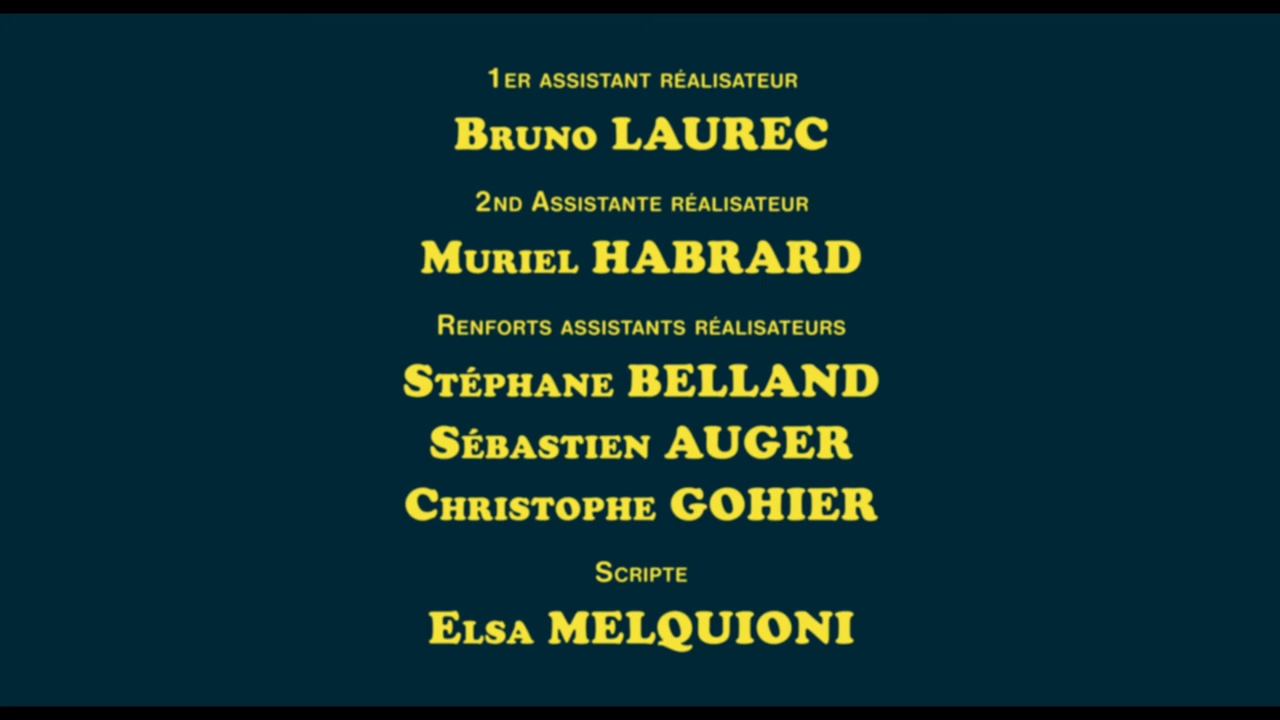 1er assistant réalisateur
Bruno LAUREC
2nd Assistante réalisateur
Muriel HABRARD
Renforts assistants réalisateurs
Stéphane BELLAND
Sébastien AUGER
Christophe GOHIER
Scripte
Elsa MELQUIONI